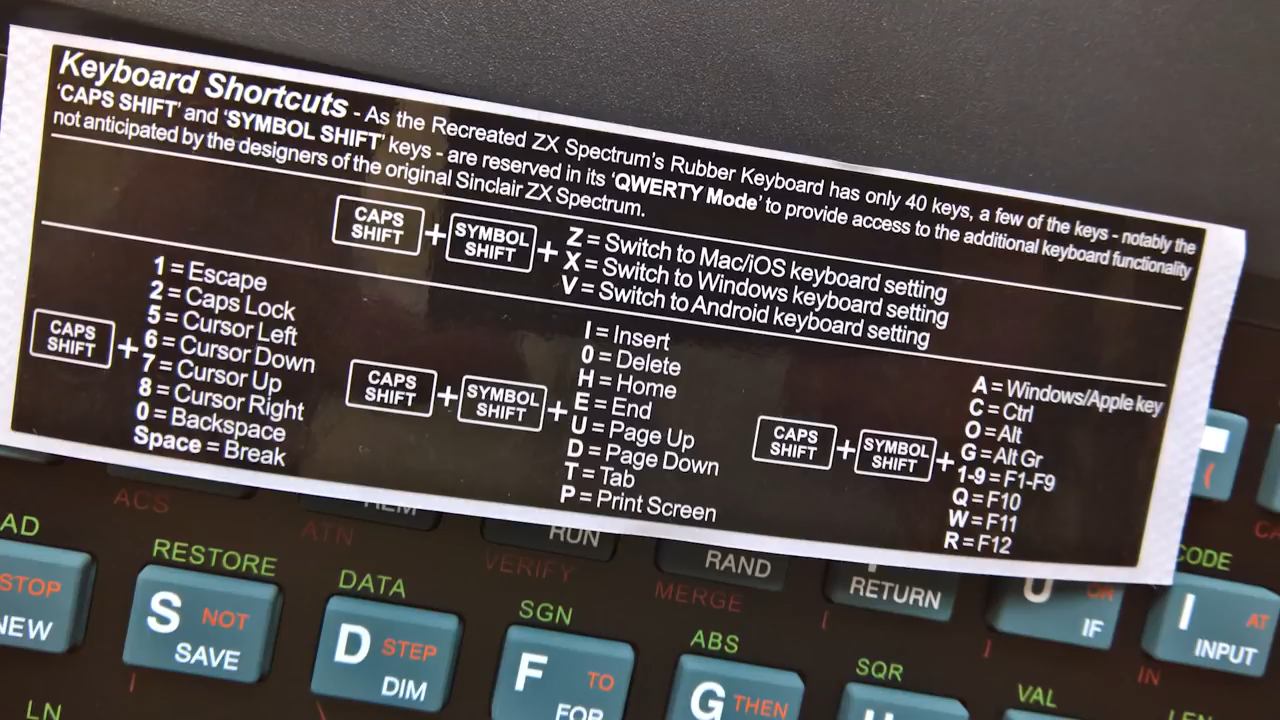 Keyboard Shortcuts - As the Recreated ZX Spectrum's Rubber Keyboard has only 40 keys, a few of the keys - notably the
'CAPS SHIFT' and 'SYMBOL SHIFT' keys - are reserved in its 'QWERTY Mode' to provide access to the additional keyboard functionality
not anticipated by the designers of the original Sinclair ZX Spectrum.
CAPS SHIFT + SYMBOL SHIFT +
Z = Switch to Mac/iOS keyboard setting
X = Switch to Windows keyboard setting
V = Switch to Android keyboard setting
CAPS SHIFT +
1 = Escape
2 = Caps Lock
5 = Cursor Left
6 = Cursor Down
7 = Cursor Up
8 = Cursor Right
0 = Backspace
Space = Break
CAPS SHIFT + SYMBOL SHIFT +
I = Insert
0 = Delete
H = Home
E = End
U = Page Up
D = Page Down
T = Tab
P = Print Screen
CAPS SHIFT + SYMBOL SHIFT +
A = Windows/Apple key
C = Ctrl
O = Alt
G = Alt Gr
1-9 = F1-F9
Q = F10
W = F11
R = F12
ACS
ATN
RUN
VERIFY
RAND
MERGE
RETURN
U OR
IF
CODE
I AT
INPUT
IN
STOP
NEW
RESTORE
S NOT
SAVE
DATA
D STEP
DIM
SGN
F TO
FOR
ABS
G THEN
SQR
VAL
LN